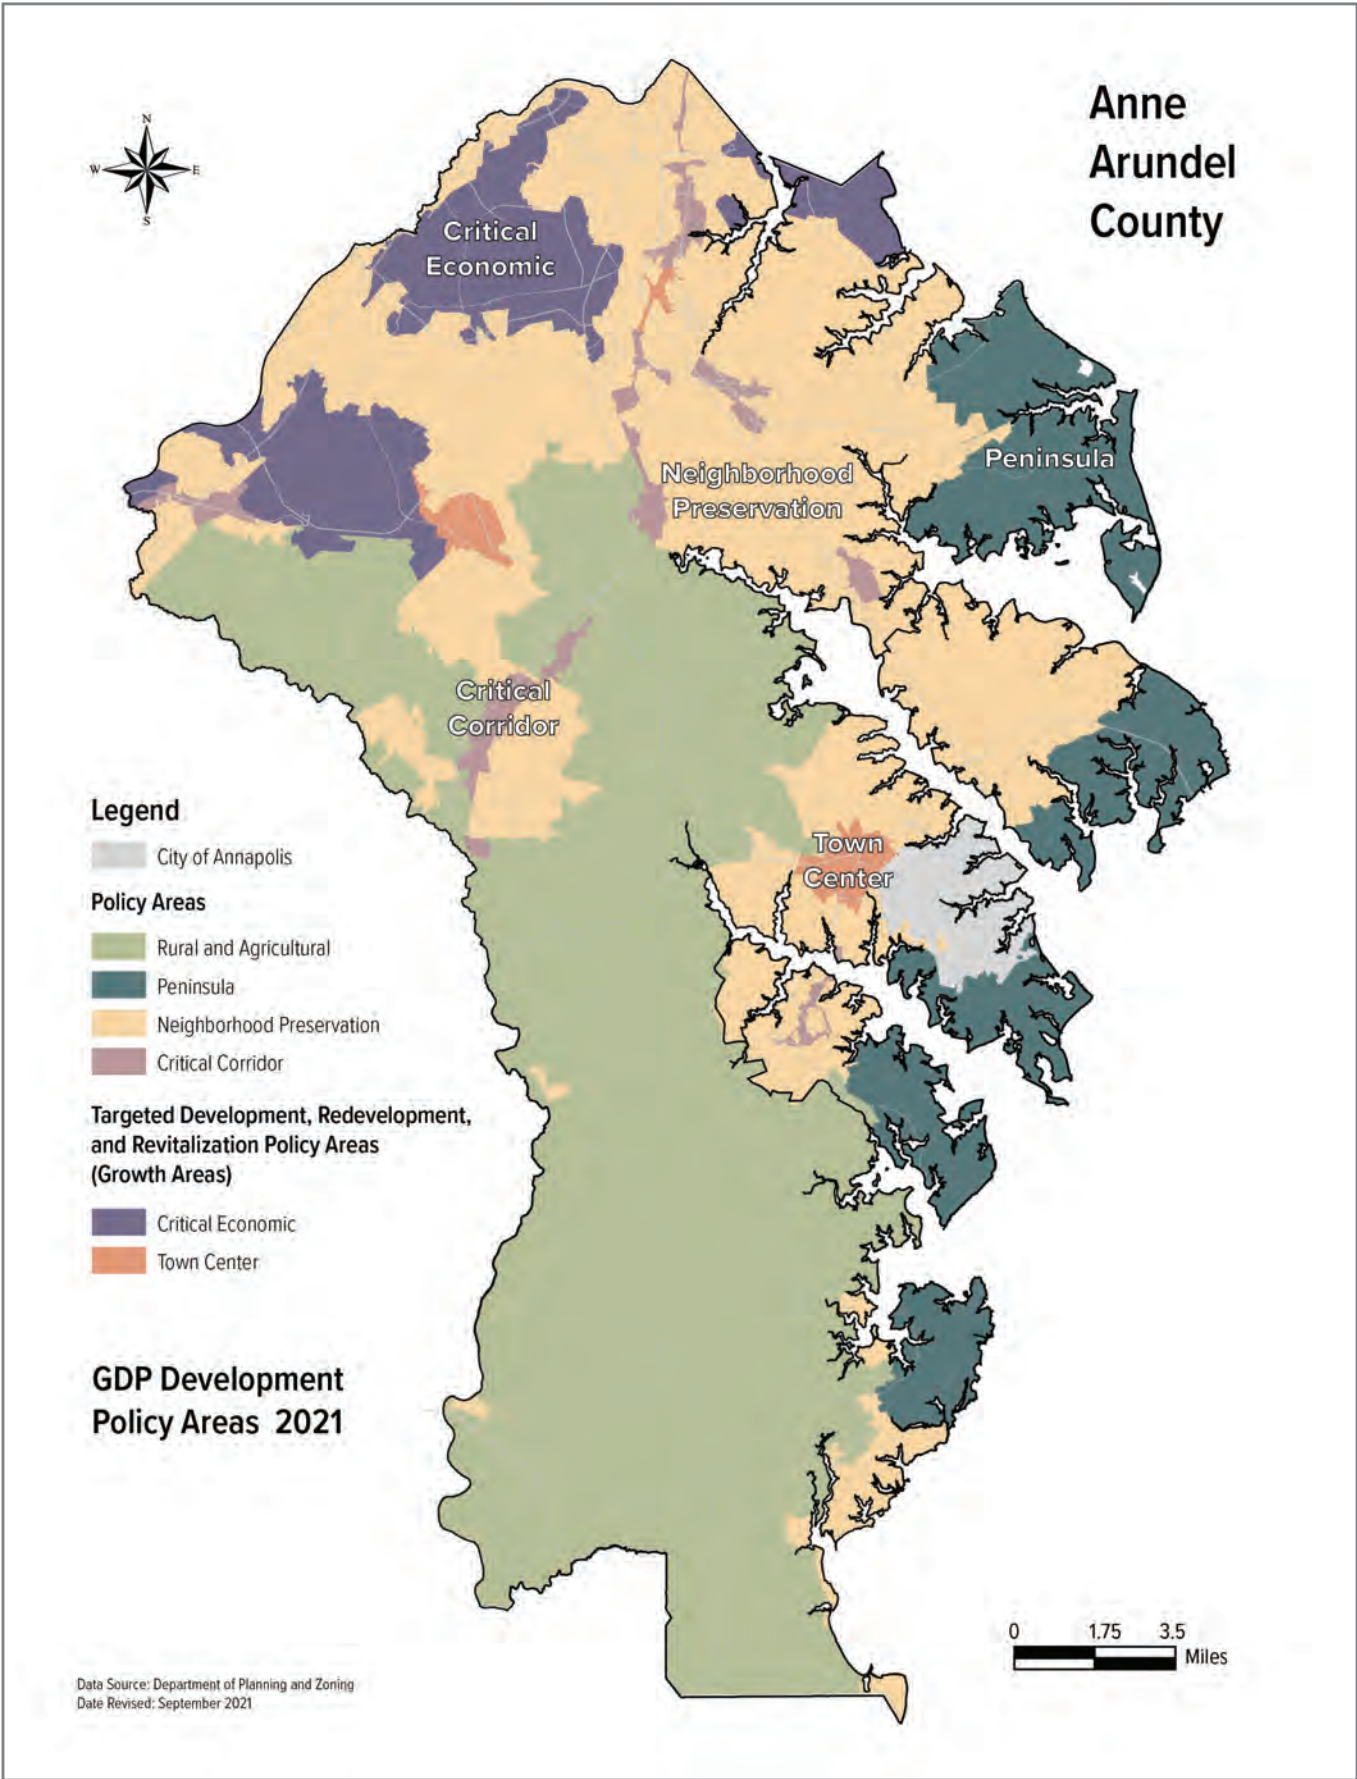 Anne
Arundel
County
N
W
E
S
Critical
Economic
Neighborhood
Preservation
Peninsula
Critical
Corridor
Town
Center
Legend
City of Annapolis
Policy Areas
Rural and Agricultural
Peninsula
Neighborhood Preservation
Critical Corridor
Targeted Development, Redevelopment,
and Revitalization Policy Areas
(Growth Areas)
Critical Economic
Town Center
GDP Development
Policy Areas 2021
0 1.75 3.5
Miles
Data Source: Department of Planning and Zoning
Date Revised: September 2021